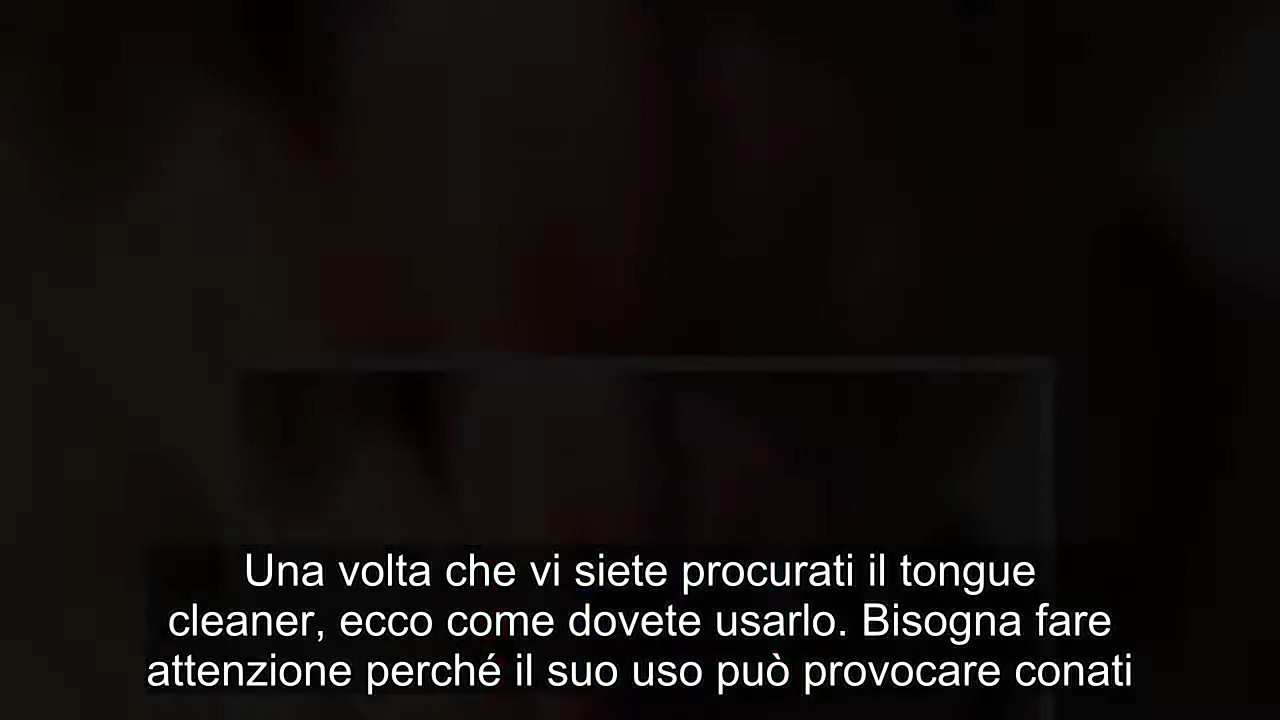 Una volta che vi siete procurati il tongue
cleaner, ecco come dovete usarlo. Bisogna fare
attenzione perché il suo uso può provocare conati